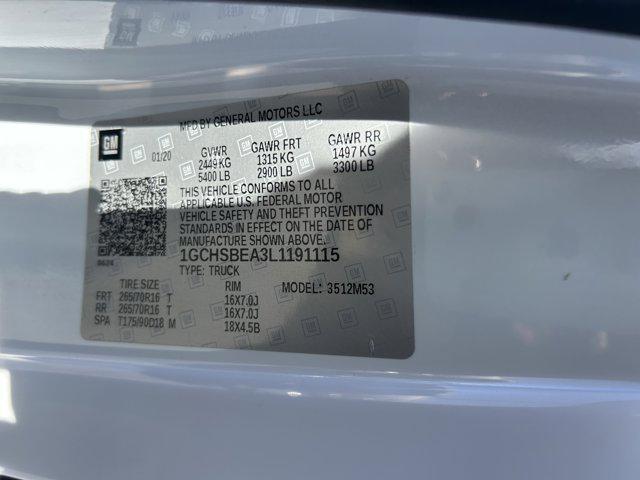 MFD BY GENERAL MOTORS LLC
GM 01/20 GVWR GAWR FRT GAWR RR
2449 KG 1315 KG 1497 KG
5400 LB 2900 LB 3300 LB
THIS VEHICLE CONFORMS TO ALL
APPLICABLE U.S. FEDERAL MOTOR
VEHICLE SAFETY AND THEFT PREVENTION
STANDARDS IN EFFECT ON THE DATE OF
MANUFACTURE SHOWN ABOVE.
1GCHSBEA3L1191115
TYPE: TRUCK
TIRE SIZE RIM MODEL: 3512M53
FRT 265/70R16 T 16X7.0J
RR 265/70R16 T 16X7.0J
SPA T175/90D18 M 18X4.5B